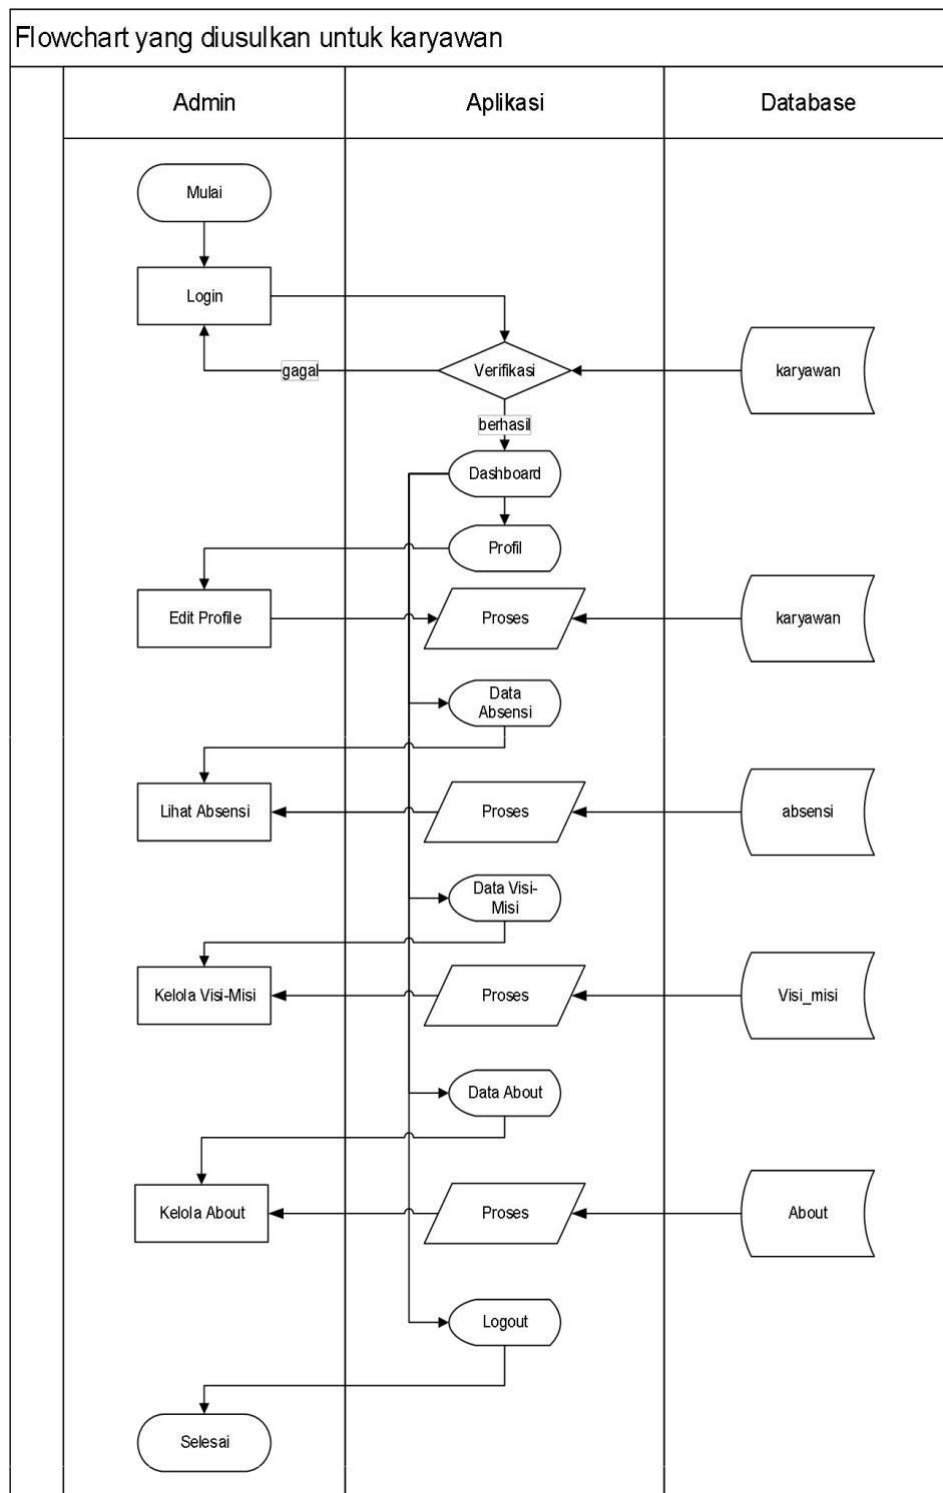 Flowchart yang diusulkan untuk karyawan
Admin
Aplikasi
Database
Mulai
Login
gagal
Verifikasi
karyawan
berhasil
Dashboard
Profil
Edit Profile
Proses
karyawan
Data
Absensi
Lihat Absensi
Proses
absensi
Data Visi-
Misi
Kelola Visi-Misi
Proses
Visi_misi
Data About
Kelola About
Proses
About
Logout
Selesai